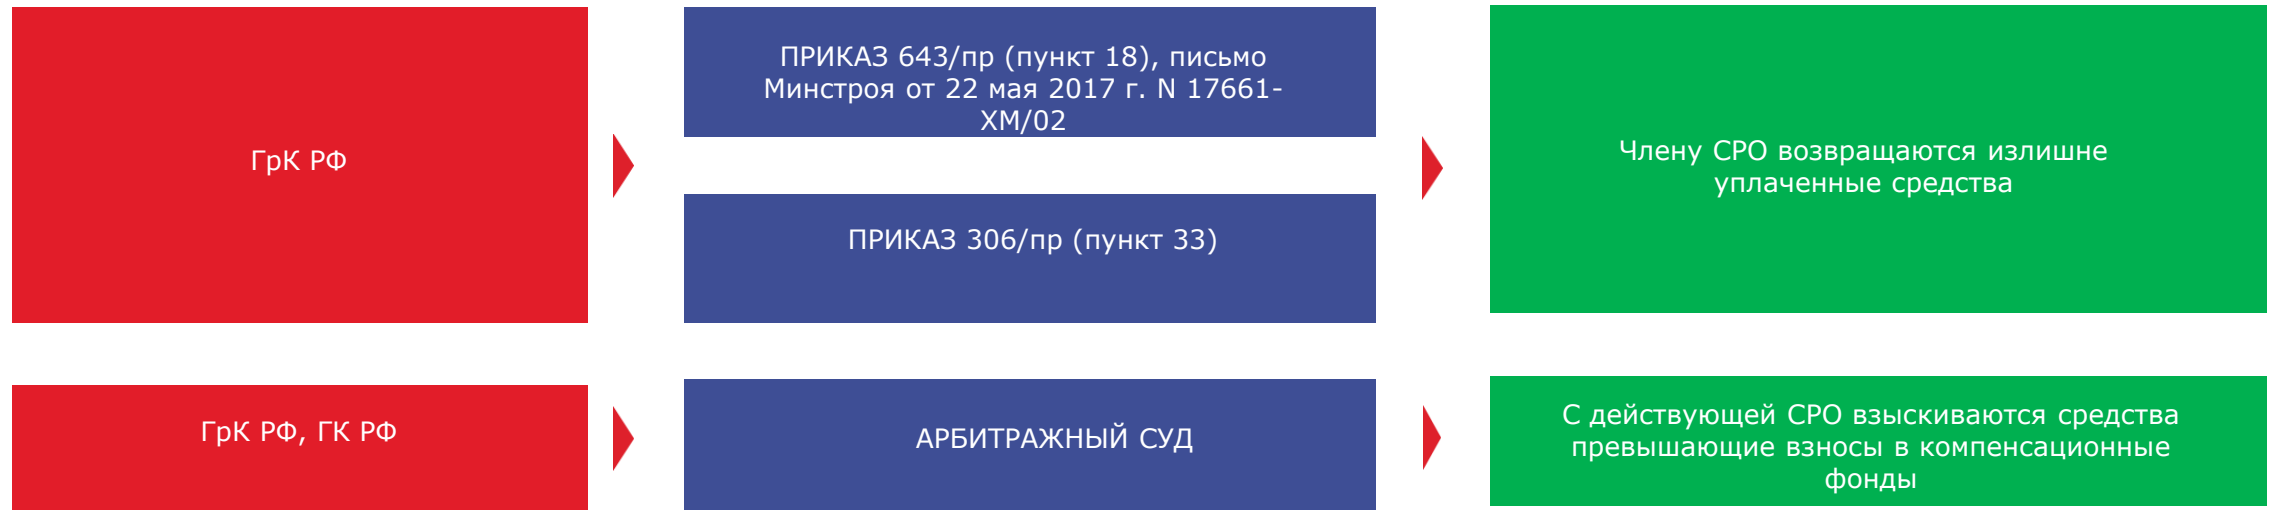 ГрК РФ
ПРИКАЗ 643/пр (пункт 18), письмо
Минстроя от 22 мая 2017 г. N 17661-
ХМ/02
ПРИКАЗ 306/пр (пункт 33)
Члену СРО возвращаются излишне
уплаченные средства
ГрК РФ, ГК РФ
АРБИТРАЖНЫЙ СУД
С действующей СРО взыскиваются средства
превышающие взносы в компенсационные
фонды